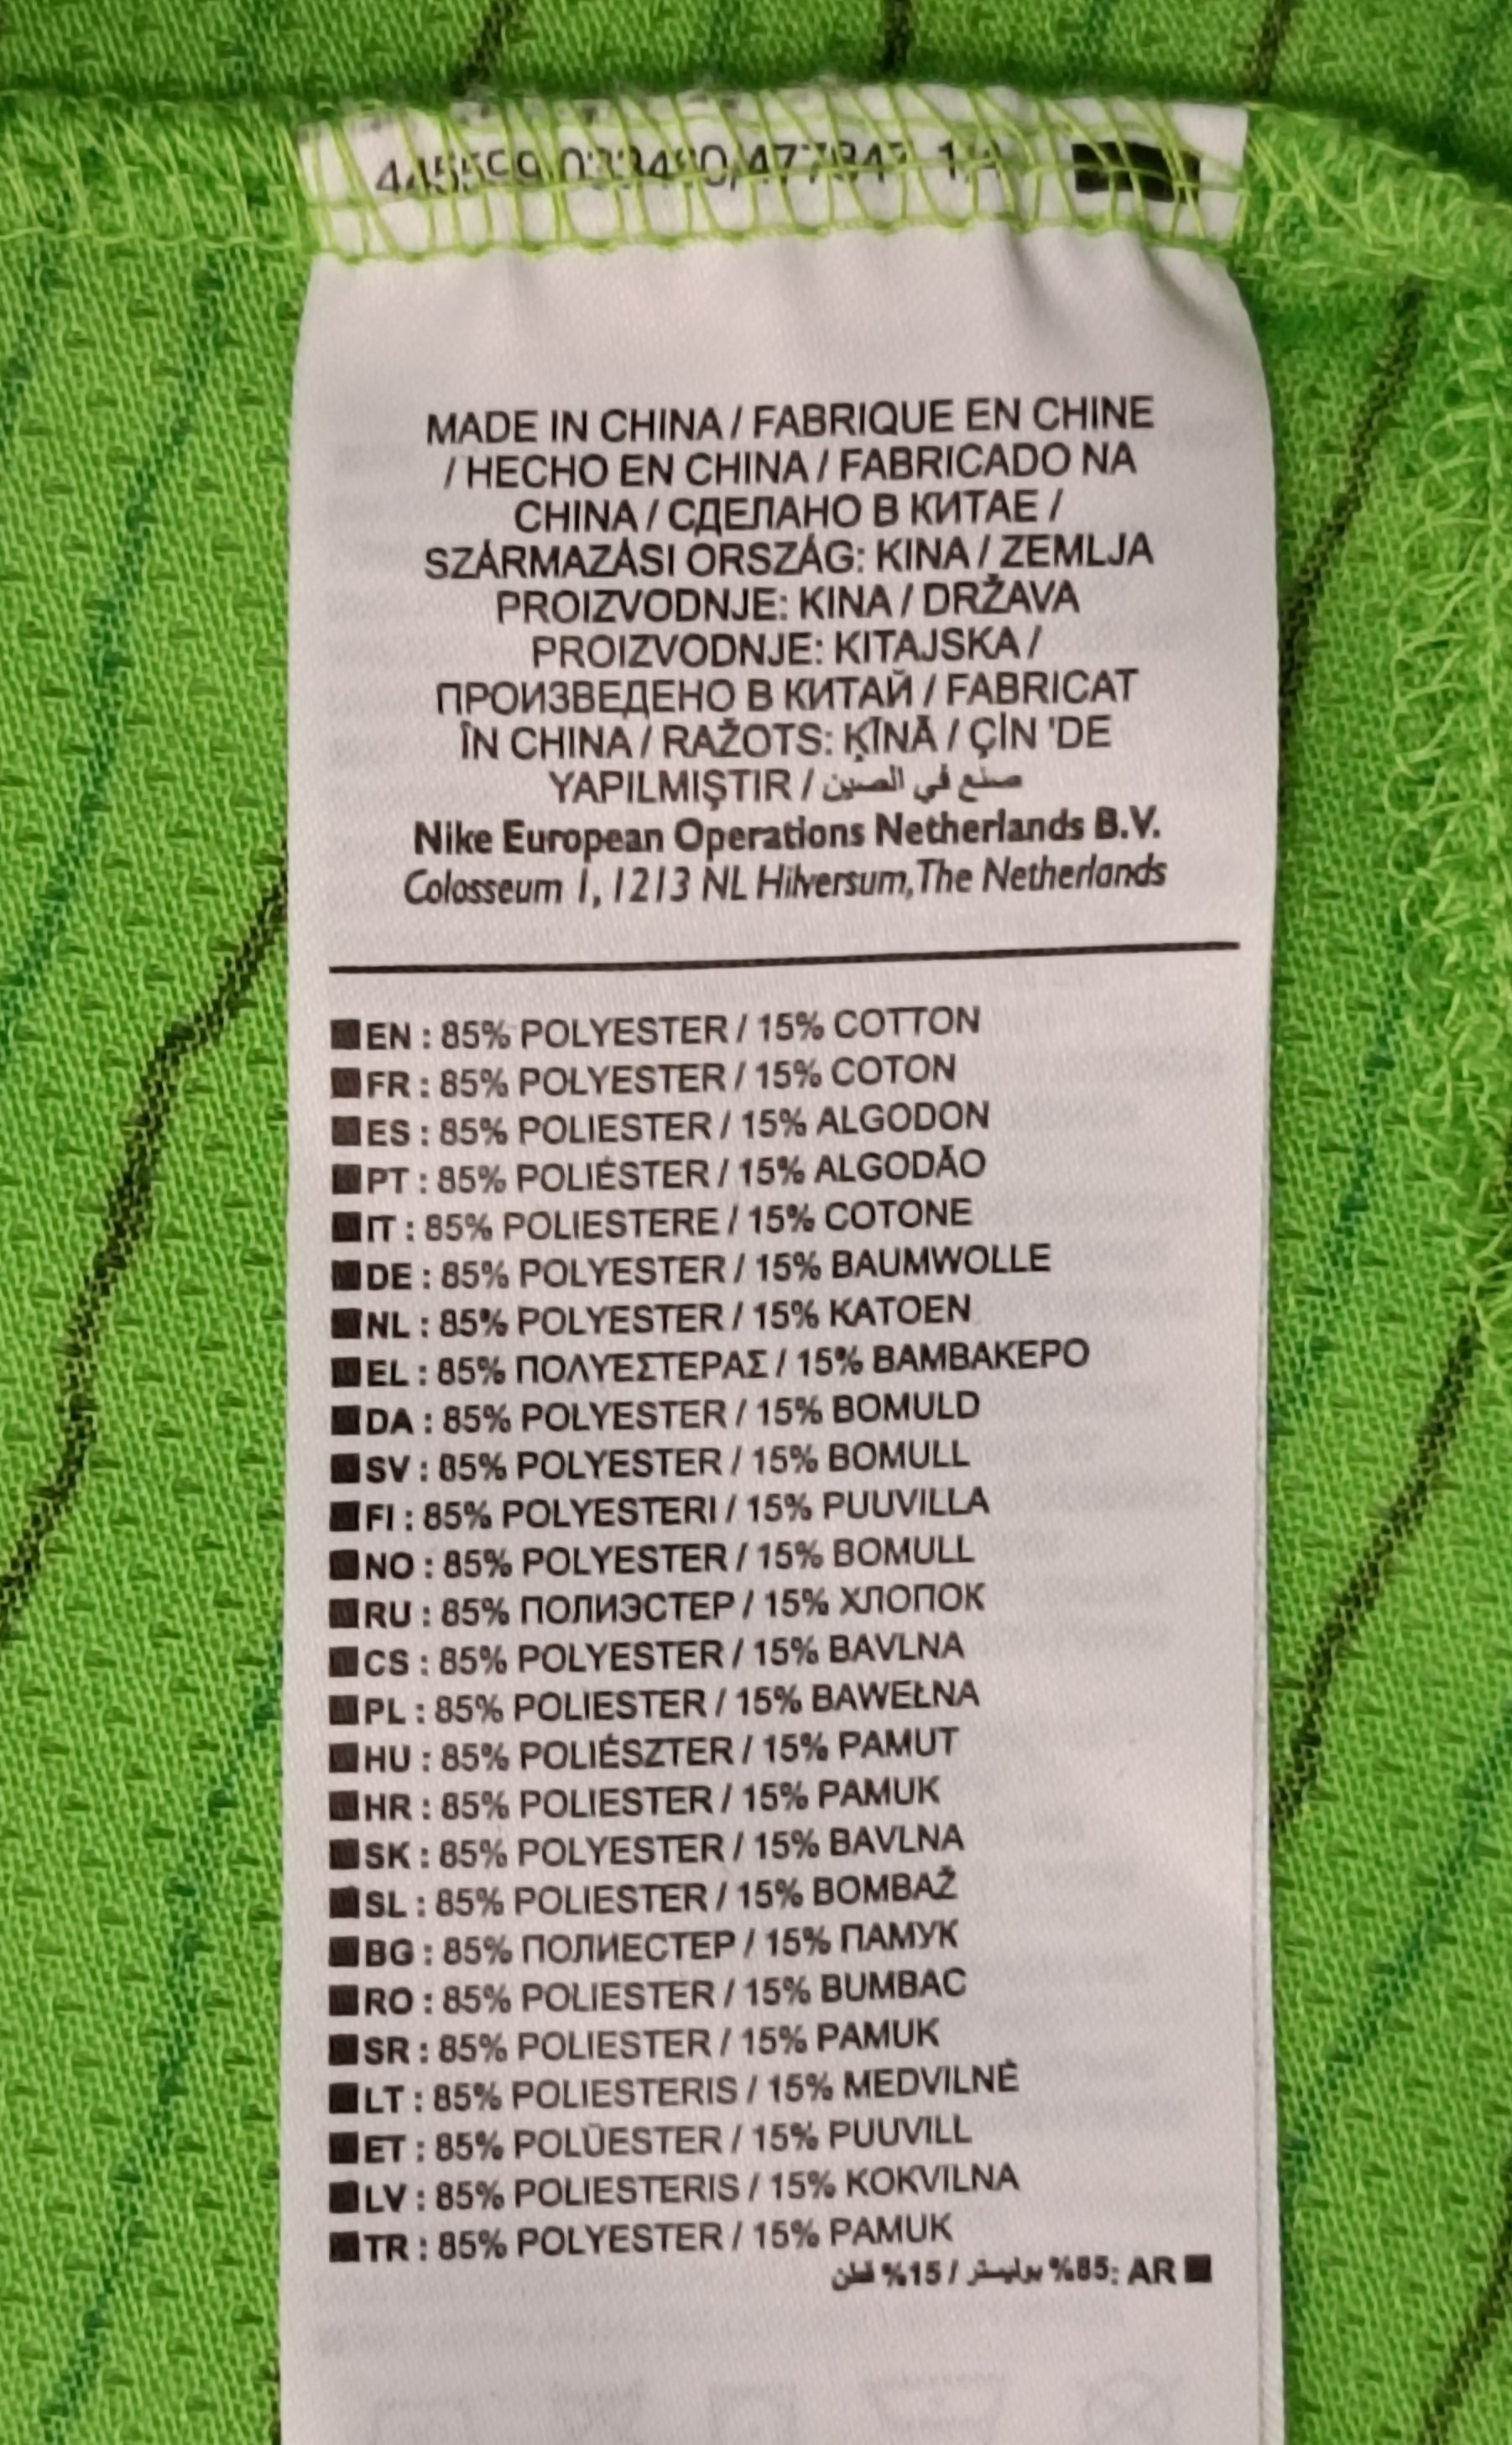 MADE IN CHINA / FABRIQUE EN CHINE
/ HECHO EN CHINA / FABRICADO NA
CHINA / СДЕЛАНО В КИТАЕ /
SZÁRMAZÁSI ORSZÁG: KINA / ZEMLJA
PROIZVODNJE: KINA / DRŽAVA
PROIZVODNJE: KITAJSKA /
ПРОИЗВЕДЕНО В КИТАЙ / FABRICAT
ÎN CHINA / RAŽOTS: ĶĪNĀ / ÇİN 'DE
YAPILMIŞTIR / صنع في الصين
Nike European Operations Netherlands B.V.
Colosseum 1, 1213 NL Hilversum, The Netherlands
EN : 85% POLYESTER / 15% COTTON
FR : 85% POLYESTER / 15% COTON
ES : 85% POLIESTER / 15% ALGODON
PT : 85% POLIÉSTER / 15% ALGODÃO
IT : 85% POLIESTERE / 15% COTONE
DE : 85% POLYESTER / 15% BAUMWOLLE
NL : 85% POLYESTER / 15% KATOEN
EL : 85% ΠΟΛΥΕΣΤΕΡΑΣ / 15% ΒΑΜΒΑΚΕΡΟ
DA : 85% POLYESTER / 15% BOMULD
SV : 85% POLYESTER / 15% BOMULL
FI : 85% POLYESTERI / 15% PUUVILLA
NO : 85% POLYESTER / 15% BOMULL
RU : 85% ПОЛИЭСТЕР / 15% ХЛОПОК
CS : 85% POLYESTER / 15% BAVLNA
PL : 85% POLIESTER / 15% BAWEŁNA
HU : 85% POLIÉSZTER / 15% PAMUT
HR : 85% POLIESTER / 15% PAMUK
SK : 85% POLYESTER / 15% BAVLNA
SL : 85% POLIESTER / 15% BOMBAŽ
BG : 85% ПОЛИЕСТЕР / 15% ПАМУК
RO : 85% POLIESTER / 15% BUMBAC
SR : 85% POLIESTER / 15% PAMUK
LT : 85% POLIESTERIS / 15% MEDVILNĖ
ET : 85% POLÜESTER / 15% PUUVILL
LV : 85% POLIESTERIS / 15% KOKVILNA
TR : 85% POLYESTER / 15% PAMUK
AR :85% بوليستر / 15% قطن